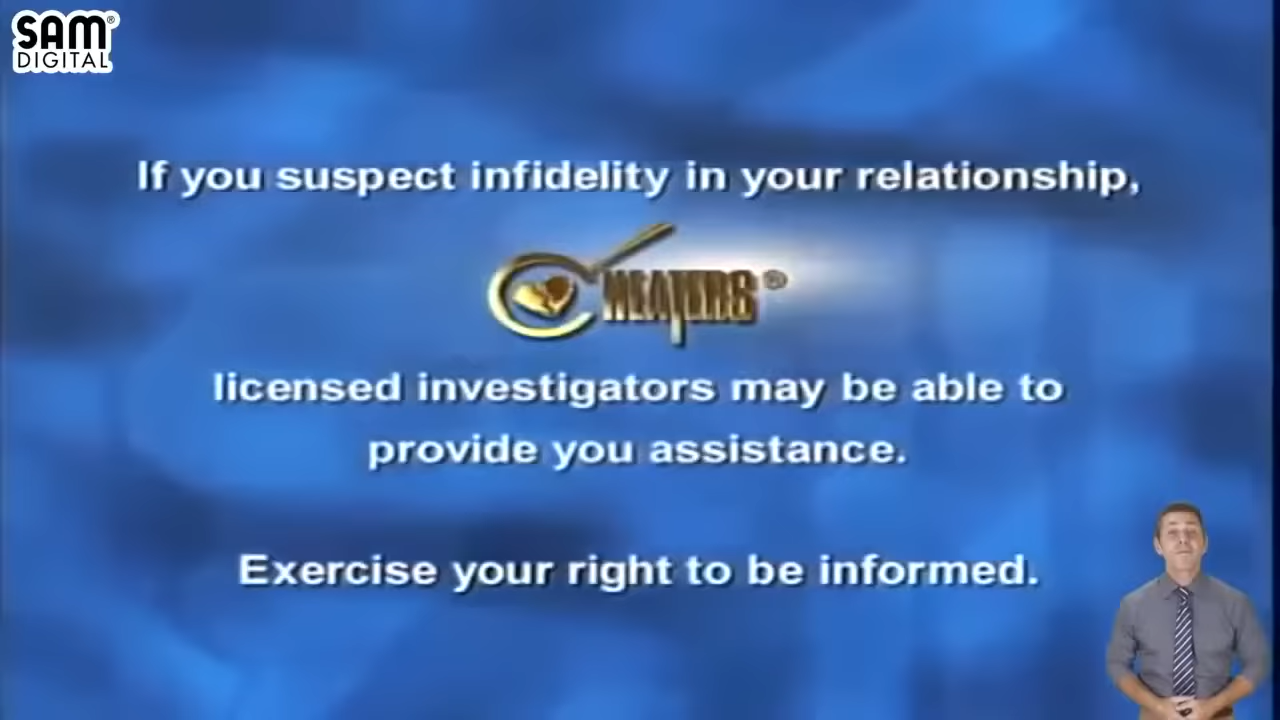 SAM®
DIGITAL
If you suspect infidelity in your relationship,
CHEATERS®
licensed investigators may be able to
provide you assistance.
Exercise your right to be informed.